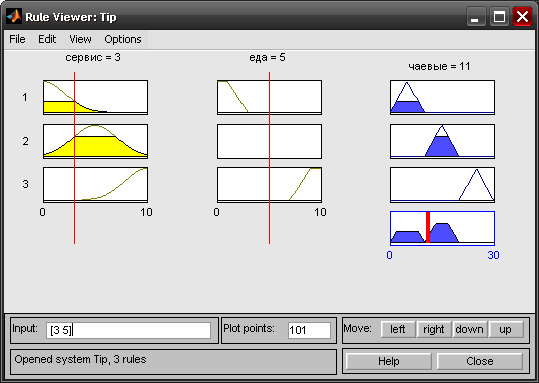 Rule Viewer: Tip
File Edit View Options
сервис = 3 еда = 5 чаевые = 11
1
2
3
0 10 0 10
0 30
Input: [3 5] Plot points: 101 Move: left right down up
Opened system Tip, 3 rules Help Close